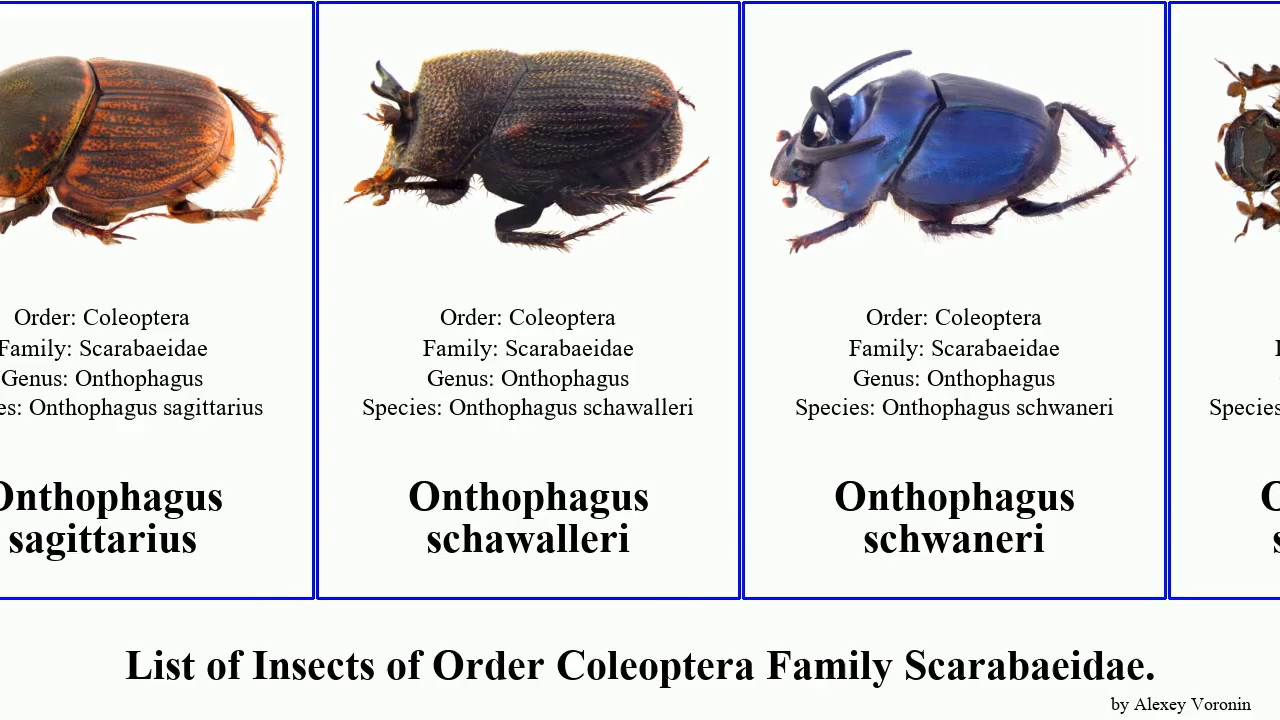 Order: Coleoptera
Family: Scarabaeidae
Genus: Onthophagus
es: Onthophagus sagittarius
Onthophagus
sagittarius
Order: Coleoptera
Family: Scarabaeidae
Genus: Onthophagus
Species: Onthophagus schawalleri
Onthophagus
schawalleri
Order: Coleoptera
Family: Scarabaeidae
Genus: Onthophagus
Species: Onthophagus schwaneri
Onthophagus
schwaneri
Species
List of Insects of Order Coleoptera Family Scarabaeidae.
by Alexey Voronin